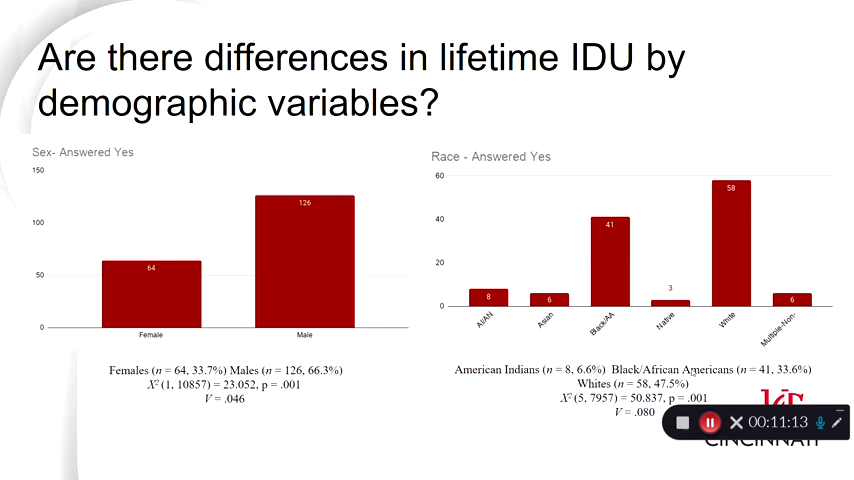 Are there differences in lifetime IDU by
demographic variables?
Sex- Answered Yes
150
100
50
0
64
126
Female
Male
Females (n = 64, 33.7%) Males (n = 126, 66.3%)
X² (1, 10857) = 23.052, p = .001
V = .046
Race - Answered Yes
60
40
20
0
8
6
41
3
58
6
AI/AN
Asian
Black/AA
Native
White
Multiple-Non-
American Indians (n = 8, 6.6%) Black/African Americans (n = 41, 33.6%)
Whites (n = 58, 47.5%)
X² (5, 7957) = 50.837, p = .001
V = .080
00:11:13
CINCINNATI